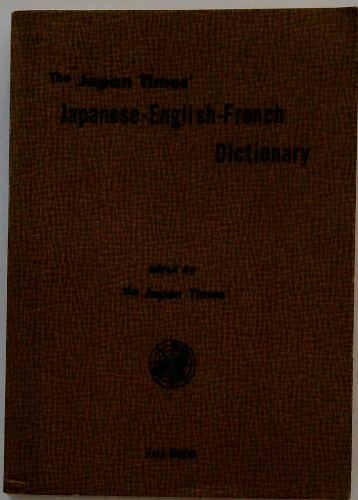 The Japan Times'
Japanese-English-French
Dictionary
edited by
the Japan Times